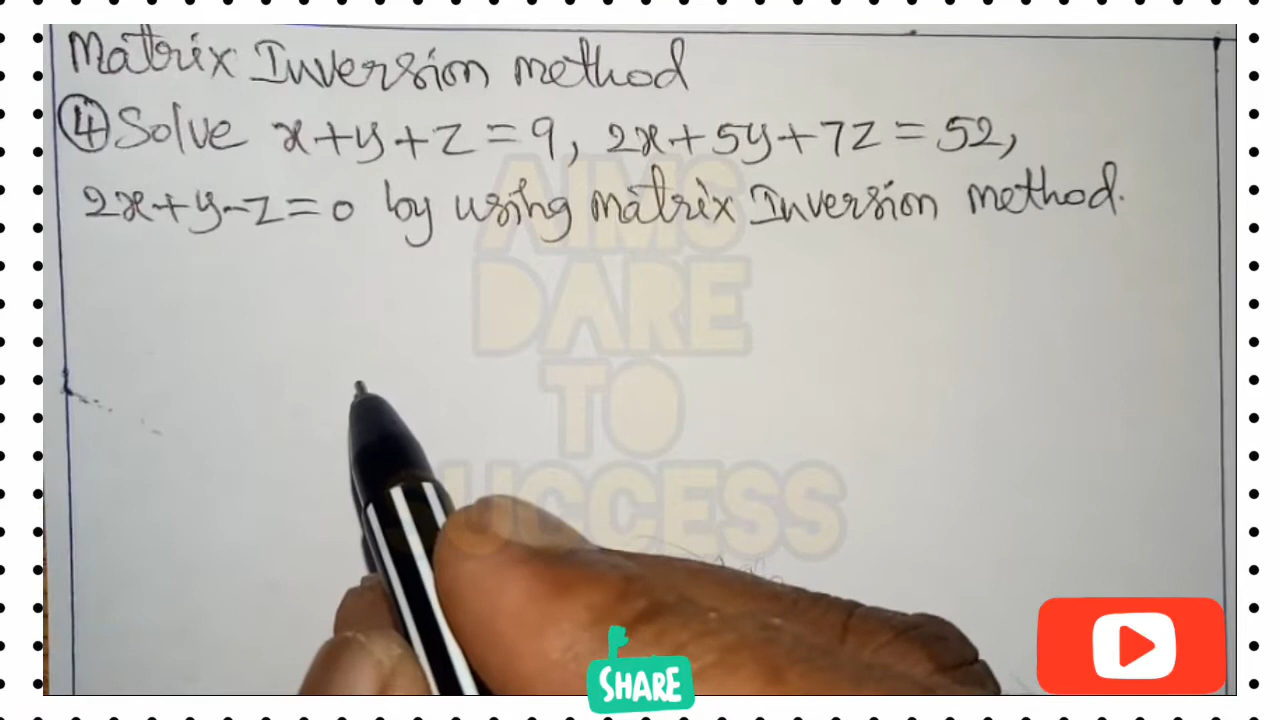 Matrix Inversion method
④ Solve x+y+z=9, 2x+5y+7z=52,
2x+y-z=0 by using matrix Inversion method.
AIMS
DARE
TO
SUCCESS
SHARE